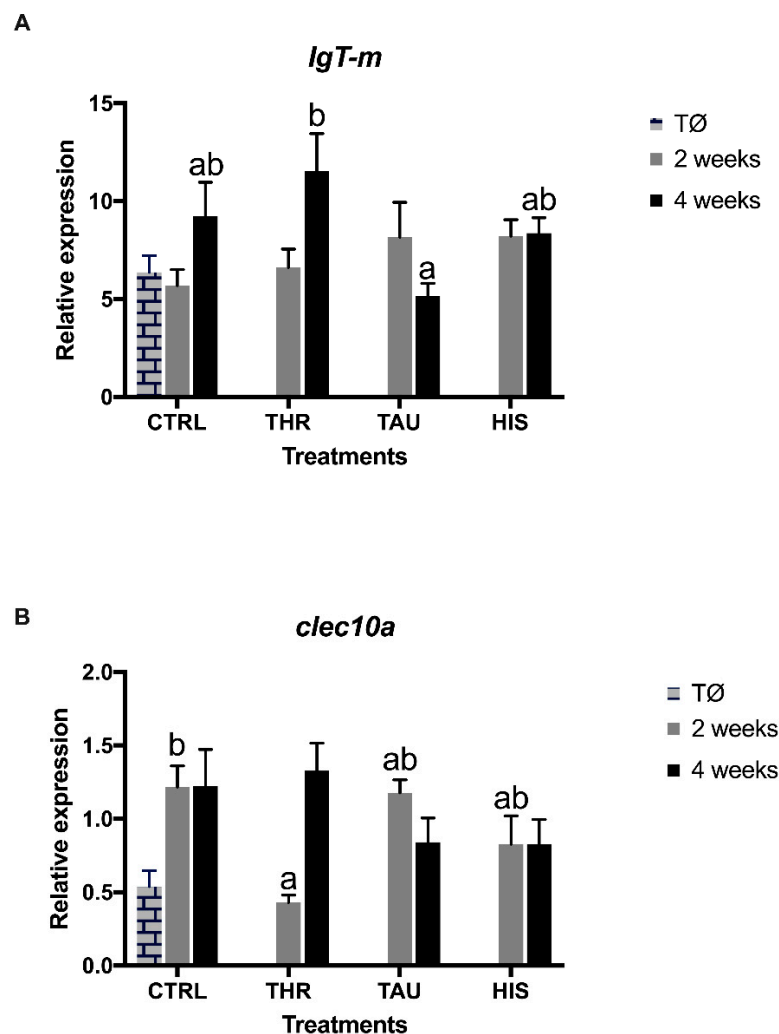 A
IgT-m
15
10
5
0
Relative expression
ab
b
a
ab
CTRL THR TAU HIS
Treatments
TØ
2 weeks
4 weeks
B
clec10a
2.0
1.5
1.0
0.5
0.0
Relative expression
b
a
ab
ab
CTRL THR TAU HIS
Treatments
TØ
2 weeks
4 weeks